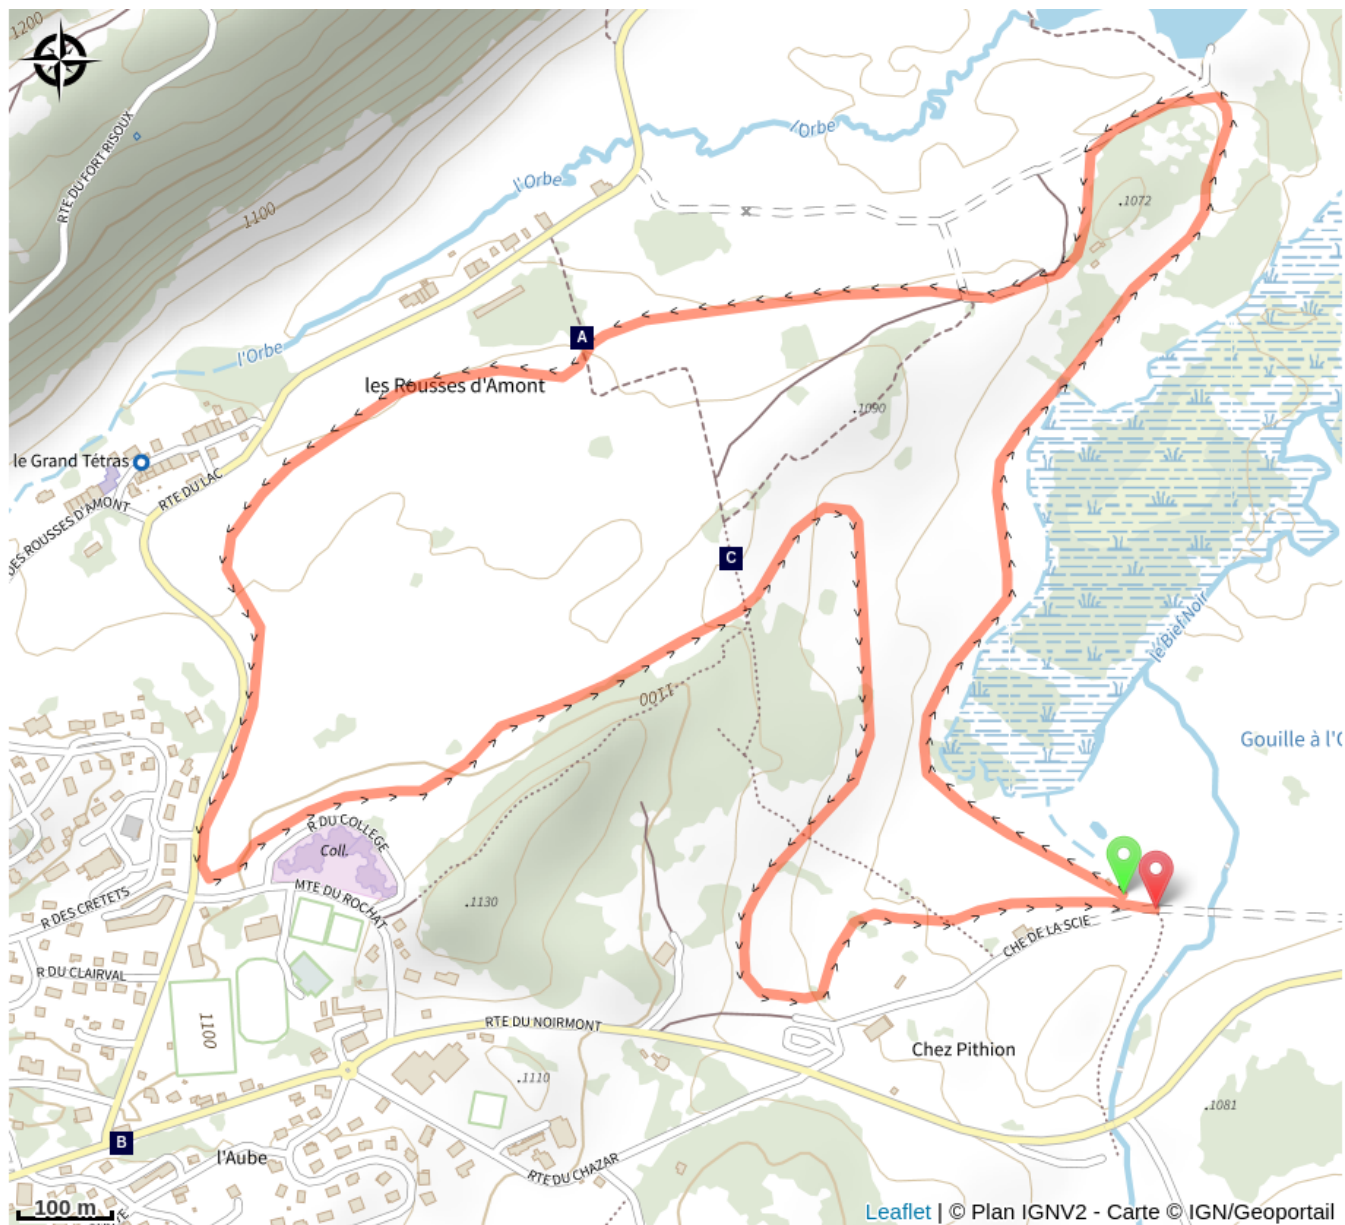 1200
RTE DU FORT RISOUX
1100
l'Orbe
l'Orbe
l'Orbe
.1072
A
les Rousses d'Amont
.1090
le Grand Tétras
RTE DU LAC
DES ROUSSES D'AMONT
C
le Bief Noir
1100
Gouille à l'O
R DU COLLEGE
Coll.
MTE DU ROCHAT
.1130
R DES CRETETS
CHE DE LA SCIE
R DU CLAIRVAL
1100
RTE DU NOIRMONT
Chez Pithion
.1110
.1081
B
l'Aube
RTE DU CHAZAR
100 m
Leaflet | © Plan IGNV2 - Carte © IGN/Geoportail